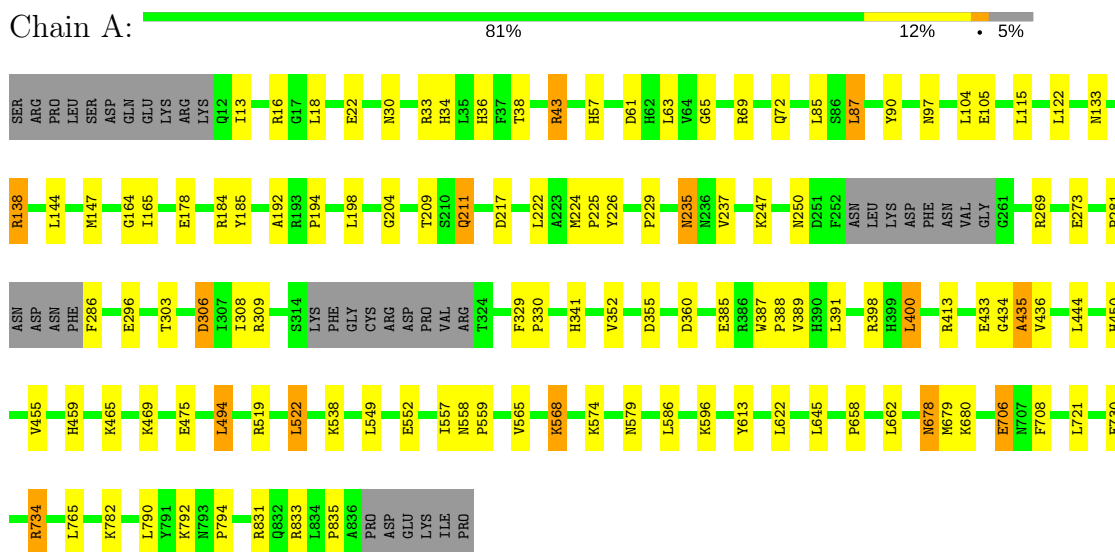 Chain A:
81% 12% • 5%
SER ARG PRO LEU SER ASP GLN GLU LYS ARG LYS Q12 I13 R16 G17 L18 E22 N30 R33 H34 L35 H36 F37 T38 R43 H57 D61 H62 L63 V64 G65 R69 Q72 L85 S86 L87 Y90 N97 L104 E105 L115 L122 N133
R138 L144 M147 G164 I165 E178 R184 Y185 A192 R193 P194 L198 G204 T209 S210 Q211 D217 L222 A223 M224 P225 Y226 P229 N235 N236 V237 K247 N250 D251 F252 ASN LEU LYS ASP PHE ASN VAL GLY G261 R269 E273
ASN ASP ASN PHE F286 E296 T303 D306 I307 I308 R309 S314 LYS PHE GLY CYS ARG ASP PRO VAL ARG T324 F329 P330 H341 V352 D355 D360 E385 R386 W387 P388 V389 H390 L391 R398 H399 L400 R413 E433 G434 A435 V436 L444
V455 H459 K465 K469 E475 L494 R519 L522 K538 L549 E552 I557 N558 P559 V565 K568 K574 N579 L586 K596 Y613 L622 L645 P658 L662 N678 M679 K680 E706 N707 F708 L721
R734 L765 K782 L790 Y791 K792 N793 P794 R831 Q832 R833 L834 P835 A836 PRO ASP GLU LYS ILE PRO